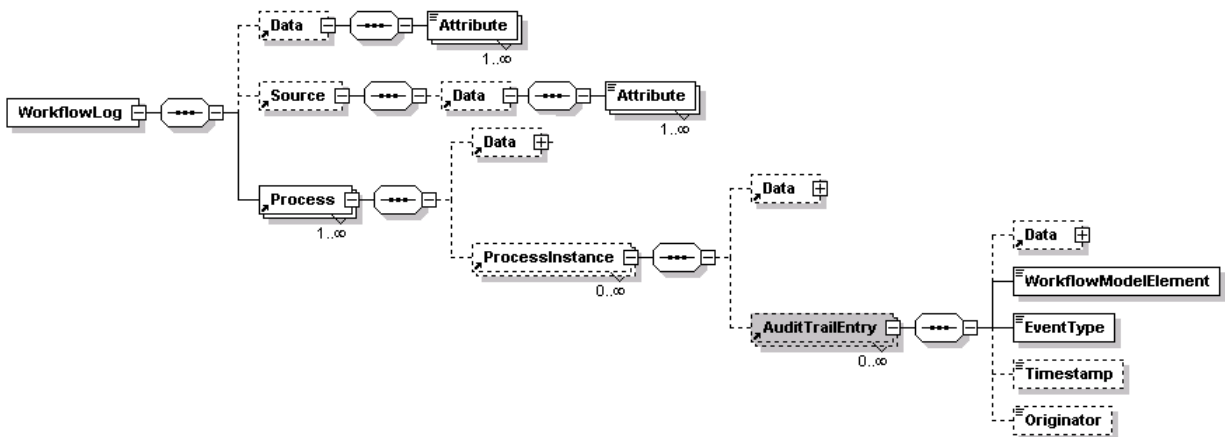 Data
Attribute
1..∞
Source
Data
Attribute
1..∞
WorkflowLog
Process
1..∞
Data
ProcessInstance
0..∞
Data
AuditTrailEntry
0..∞
Data
WorkflowModelElement
EventType
Timestamp
Originator